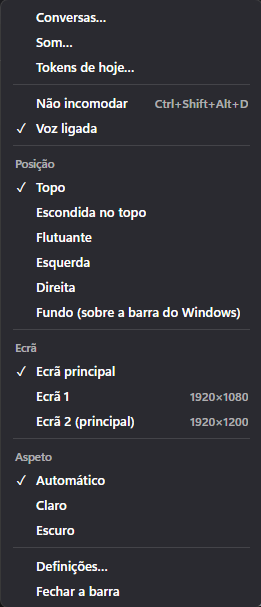 Conversas...
Som...
Tokens de hoje...
Não incomodar Ctrl+Shift+Alt+D
✓ Voz ligada
Posição
✓ Topo
Escondida no topo
Flutuante
Esquerda
Direita
Fundo (sobre a barra do Windows)
Ecrã
✓ Ecrã principal
Ecrã 1 1920×1080
Ecrã 2 (principal) 1920×1200
Aspeto
✓ Automático
Claro
Escuro
Definições...
Fechar a barra